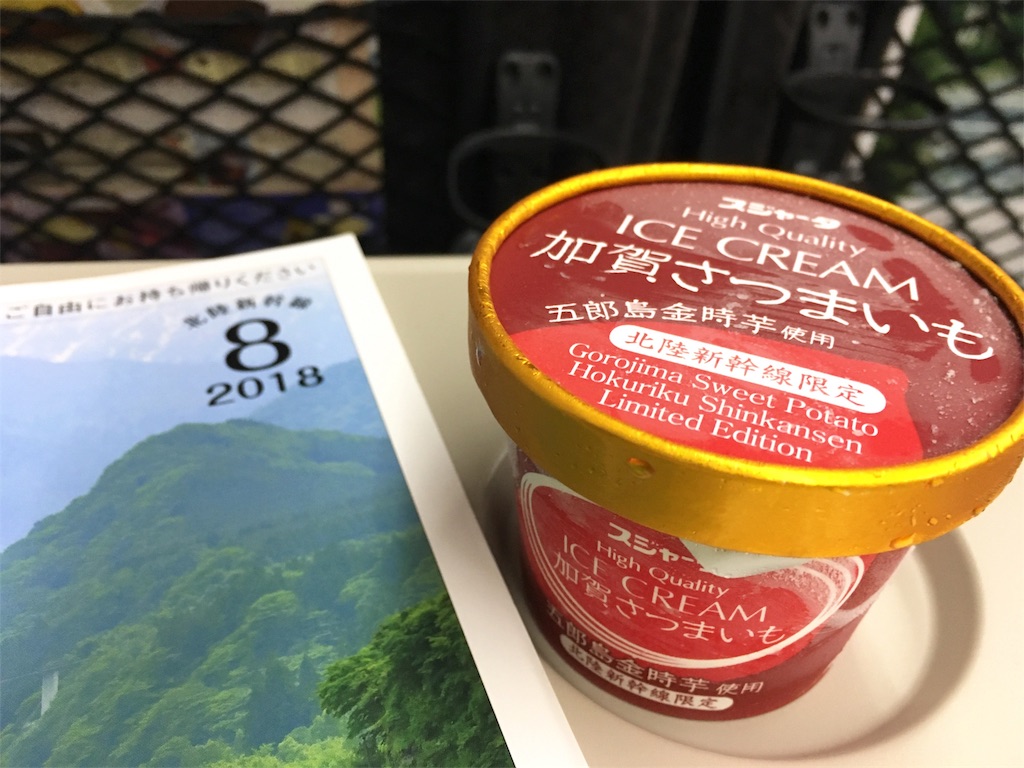 ご自由にお持ち帰りください
北陸新幹線
8
2018
スジャータ
High Quality
ICE CREAM
加賀さつまいも
五郎島金時芋使用
北陸新幹線限定
Gorojima Sweet Potato
Hokuriku Shinkansen
Limited Edition
スジャー
High Quality
ICE CREAM
加賀さつまいも
五郎島金時芋使用
北陸新幹線限定